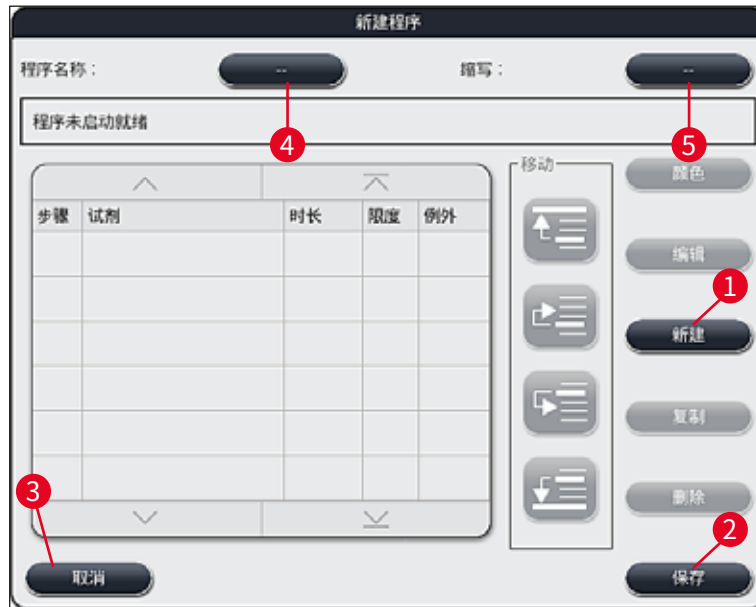 新建程序
程序名称：
--
缩写：
--
4
5
程序未启动就绪
移动
颜色
步骤 试剂 时长 限度 例外
编辑
1
新建
复制
3
删除
2
取消
保存